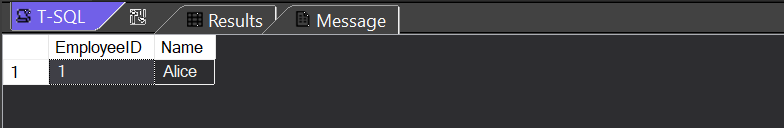 T-SQL Results Message
EmployeeID Name
1 1 Alice